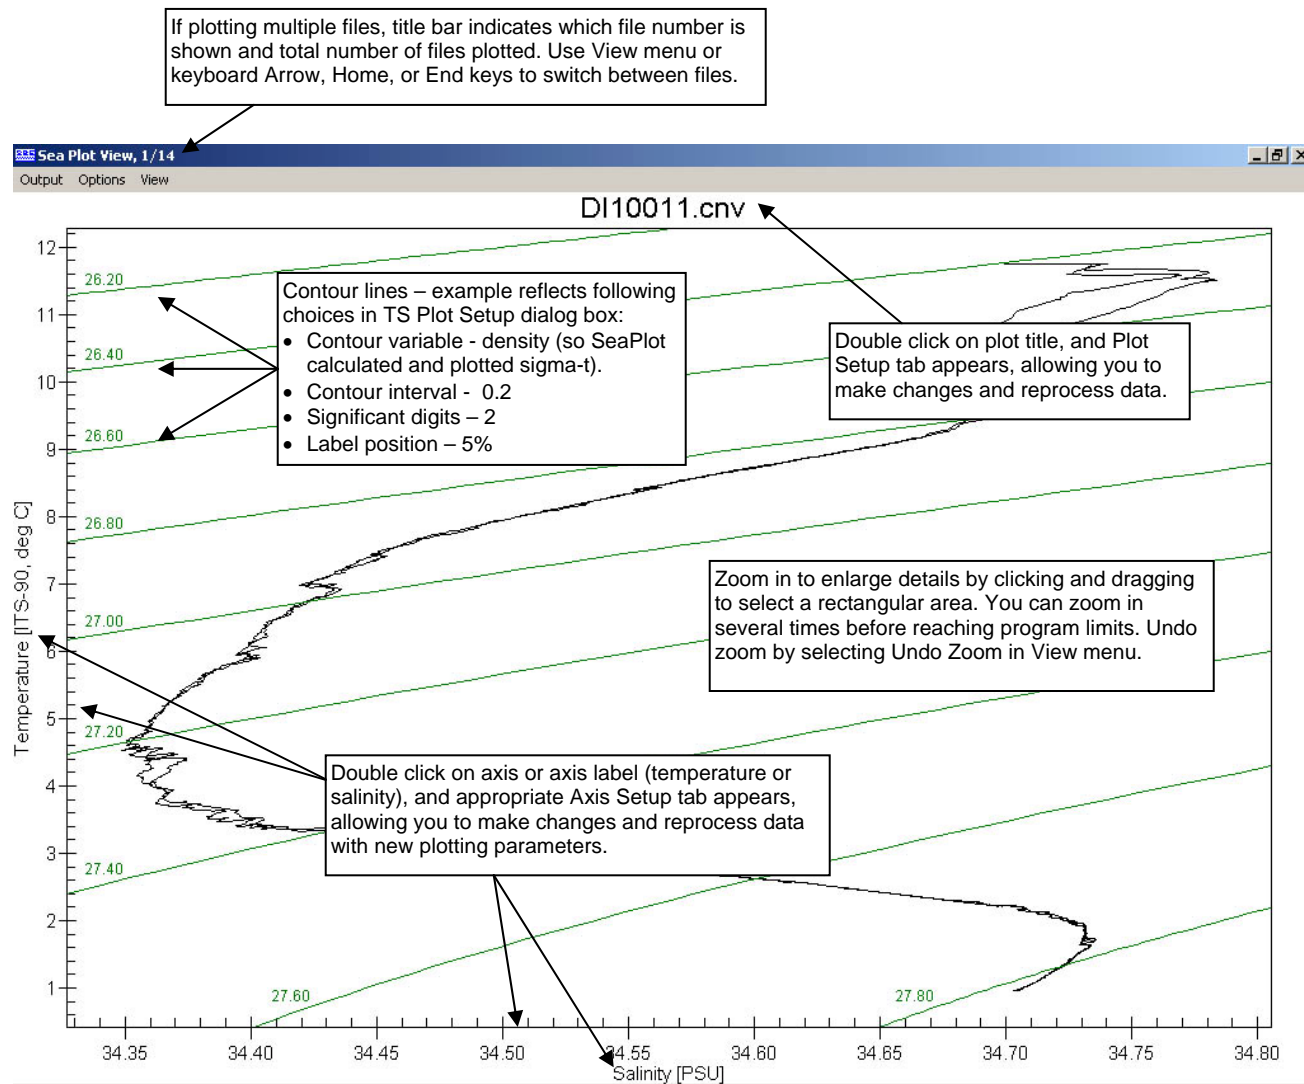 If plotting multiple files, title bar indicates which file number is
shown and total number of files plotted. Use View menu or
keyboard Arrow, Home, or End keys to switch between files.
SBE Sea Plot View, 1/14
Output Options View
DI10011.cnv
12
11
10
9
8
7
6
5
4
3
2
1
Temperature [ITS-90, deg C]
26.20
26.40
26.60
26.80
27.00
27.20
27.40
27.60
27.80
Contour lines – example reflects following
choices in TS Plot Setup dialog box:
• Contour variable - density (so SeaPlot
calculated and plotted sigma-t).
• Contour interval - 0.2
• Significant digits – 2
• Label position – 5%
Double click on plot title, and Plot
Setup tab appears, allowing you to
make changes and reprocess data.
Zoom in to enlarge details by clicking and dragging
to select a rectangular area. You can zoom in
several times before reaching program limits. Undo
zoom by selecting Undo Zoom in View menu.
Double click on axis or axis label (temperature or
salinity), and appropriate Axis Setup tab appears,
allowing you to make changes and reprocess data
with new plotting parameters.
34.35 34.40 34.45 34.50 34.55 34.60 34.65 34.70 34.75 34.80
Salinity [PSU]